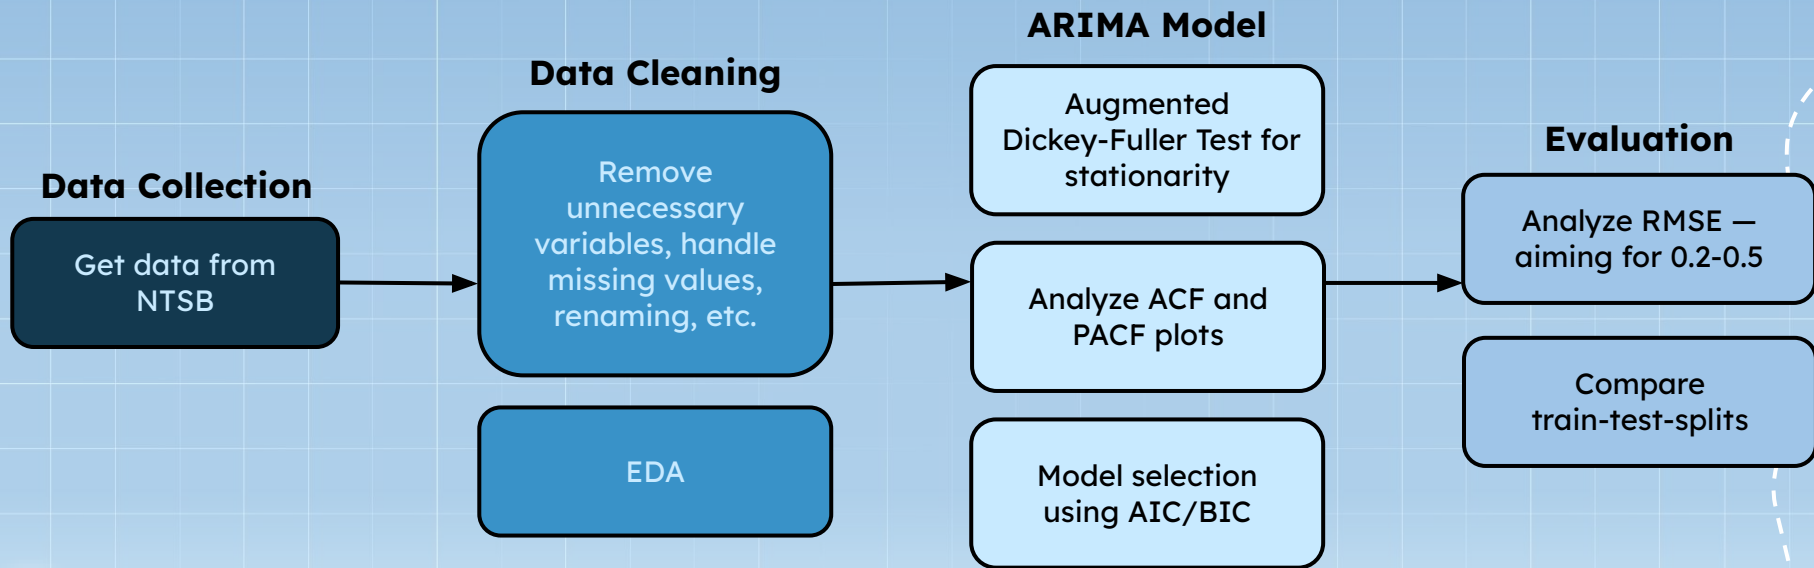 Data Collection
Get data from
NTSB
Data Cleaning
Remove
unnecessary
variables, handle
missing values,
renaming, etc.
EDA
ARIMA Model
Augmented
Dickey-Fuller Test for
stationarity
Analyze ACF and
PACF plots
Model selection
using AIC/BIC
Evaluation
Analyze RMSE —
aiming for 0.2-0.5
Compare
train-test-splits